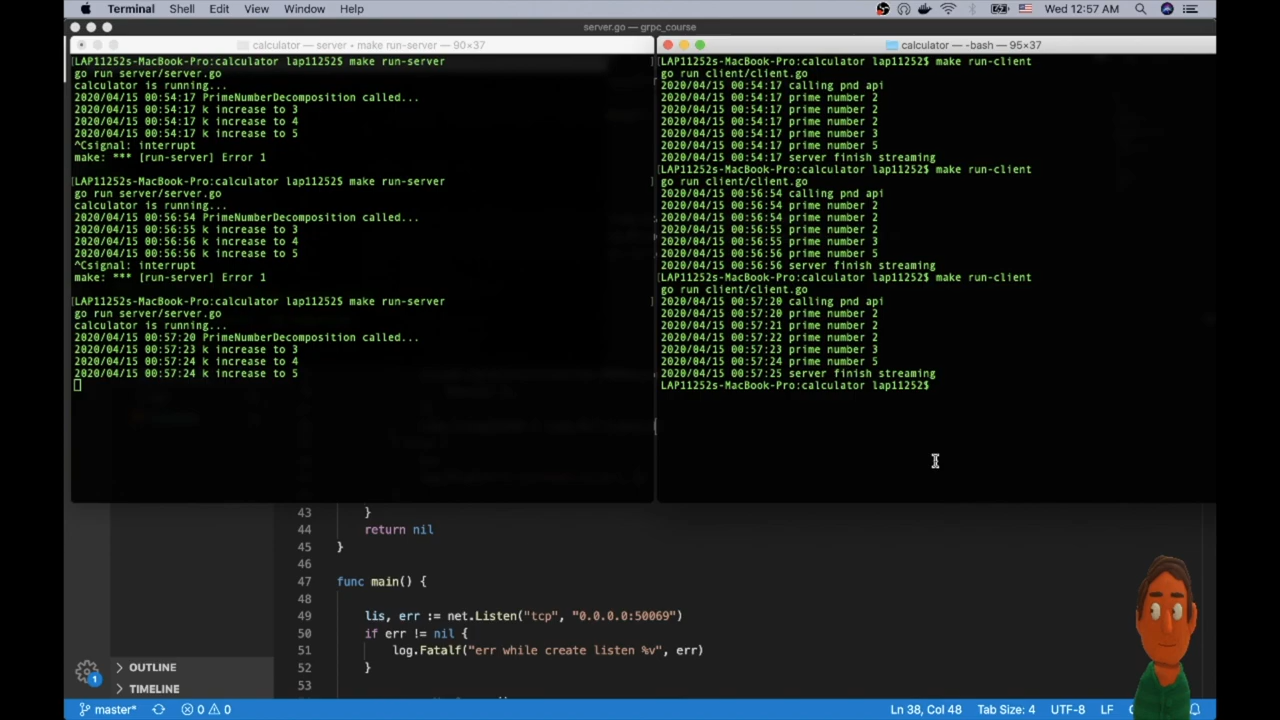 Terminal Shell Edit View Window Help Wed 12:57 AM
server.go — grpc_course
calculator — server • make run-server — 90×37
[LAP11252s-MacBook-Pro:calculator lap11252$ make run-server
go run server/server.go
calculator is running...
2020/04/15 00:54:17 PrimeNumberDecomposition called...
2020/04/15 00:54:17 k increase to 3
2020/04/15 00:54:17 k increase to 4
2020/04/15 00:54:17 k increase to 5
^Csignal: interrupt
make: *** [run-server] Error 1
[LAP11252s-MacBook-Pro:calculator lap11252$ make run-server ]
go run server/server.go
calculator is running...
2020/04/15 00:56:54 PrimeNumberDecomposition called...
2020/04/15 00:56:55 k increase to 3
2020/04/15 00:56:56 k increase to 4
2020/04/15 00:56:56 k increase to 5
^Csignal: interrupt
make: *** [run-server] Error 1
[LAP11252s-MacBook-Pro:calculator lap11252$ make run-server ]
go run server/server.go
calculator is running...
2020/04/15 00:57:20 PrimeNumberDecomposition called...
2020/04/15 00:57:23 k increase to 3
2020/04/15 00:57:24 k increase to 4
2020/04/15 00:57:24 k increase to 5
calculator — -bash — 95×37
[LAP11252s-MacBook-Pro:calculator lap11252$ make run-client
go run client/client.go
2020/04/15 00:54:17 calling pnd api
2020/04/15 00:54:17 prime number 2
2020/04/15 00:54:17 prime number 2
2020/04/15 00:54:17 prime number 2
2020/04/15 00:54:17 prime number 3
2020/04/15 00:54:17 prime number 5
2020/04/15 00:54:17 server finish streaming
[LAP11252s-MacBook-Pro:calculator lap11252$ make run-client
go run client/client.go
2020/04/15 00:56:54 calling pnd api
2020/04/15 00:56:54 prime number 2
2020/04/15 00:56:54 prime number 2
2020/04/15 00:56:55 prime number 2
2020/04/15 00:56:56 prime number 3
2020/04/15 00:56:56 prime number 5
2020/04/15 00:56:56 server finish streaming
[LAP11252s-MacBook-Pro:calculator lap11252$ make run-client
go run client/client.go
2020/04/15 00:57:20 calling pnd api
2020/04/15 00:57:20 prime number 2
2020/04/15 00:57:21 prime number 2
2020/04/15 00:57:22 prime number 2
2020/04/15 00:57:23 prime number 3
2020/04/15 00:57:24 prime number 5
2020/04/15 00:57:25 server finish streaming
LAP11252s-MacBook-Pro:calculator lap11252$
43 }
44 return nil
45 }
46
47 func main() {
48
49 lis, err := net.Listen("tcp", "0.0.0.0:50069")
50 if err != nil {
51 log.Fatalf("err while create listen %v", err)
52 }
53
1
OUTLINE
TIMELINE
master* 0 0 Ln 38, Col 48 Tab Size: 4 UTF-8 LF